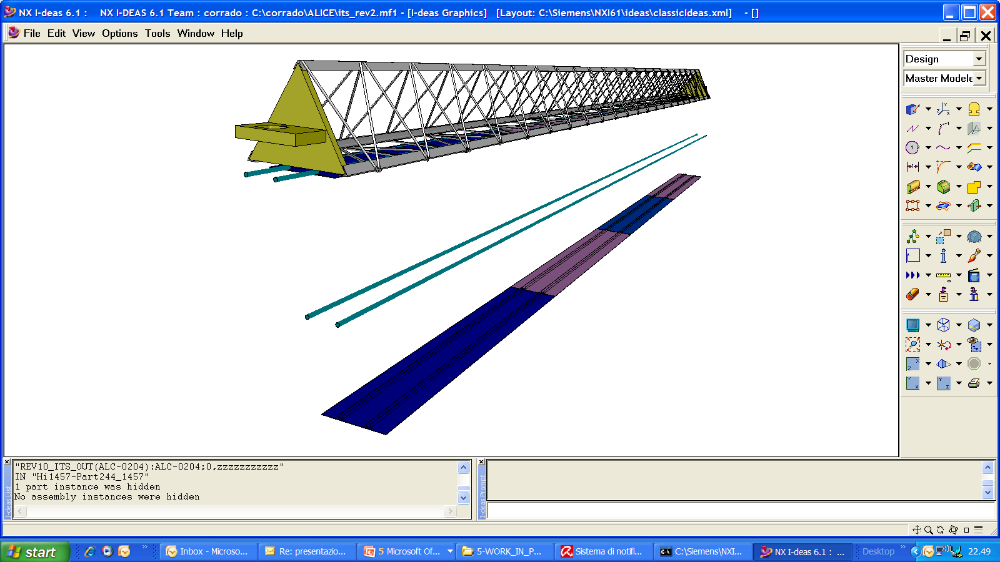 NX I-deas 6.1 :    NX I-DEAS 6.1 Team : corrado : C:\corrado\ALICE\its_rev2.mf1 - [I-deas Graphics]   [Layout: C:\Siemens\NXI61\ideas\classicIdeas.xml]    - []
File Edit View Options Tools Window Help
Design
Master Modele
"REV10_ITS_OUT(ALC-0204):ALC-0204;0,zzzzzzzzzzz"
IN "Hi1457-Part244_1457"
1 part instance was hidden
No assembly instances were hidden
I-deas List
I-deas Prompt
start
Inbox - Microso...
Re: presentazio...
5 Microsoft Of...
5-WORK_IN_P...
Sistema di notifi...
C:\Siemens\NXI...
NX I-deas 6.1 : ...
Desktop
22.49